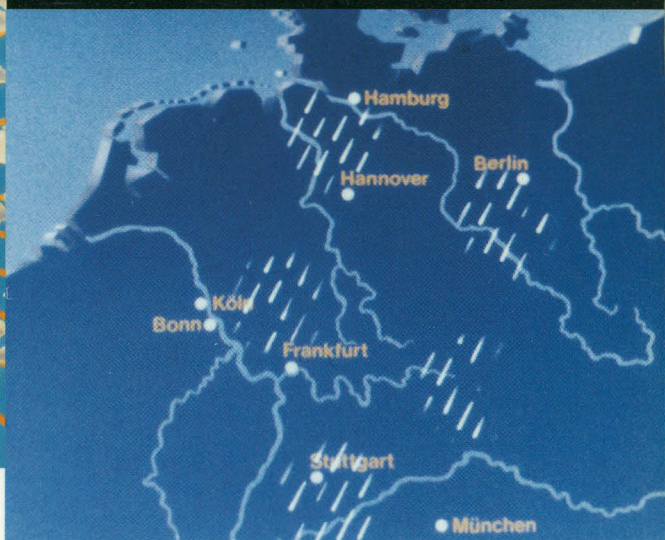 Hamburg
Berlin
Hannover
Köln
Bonn
Frankfurt
Stuttgart
München